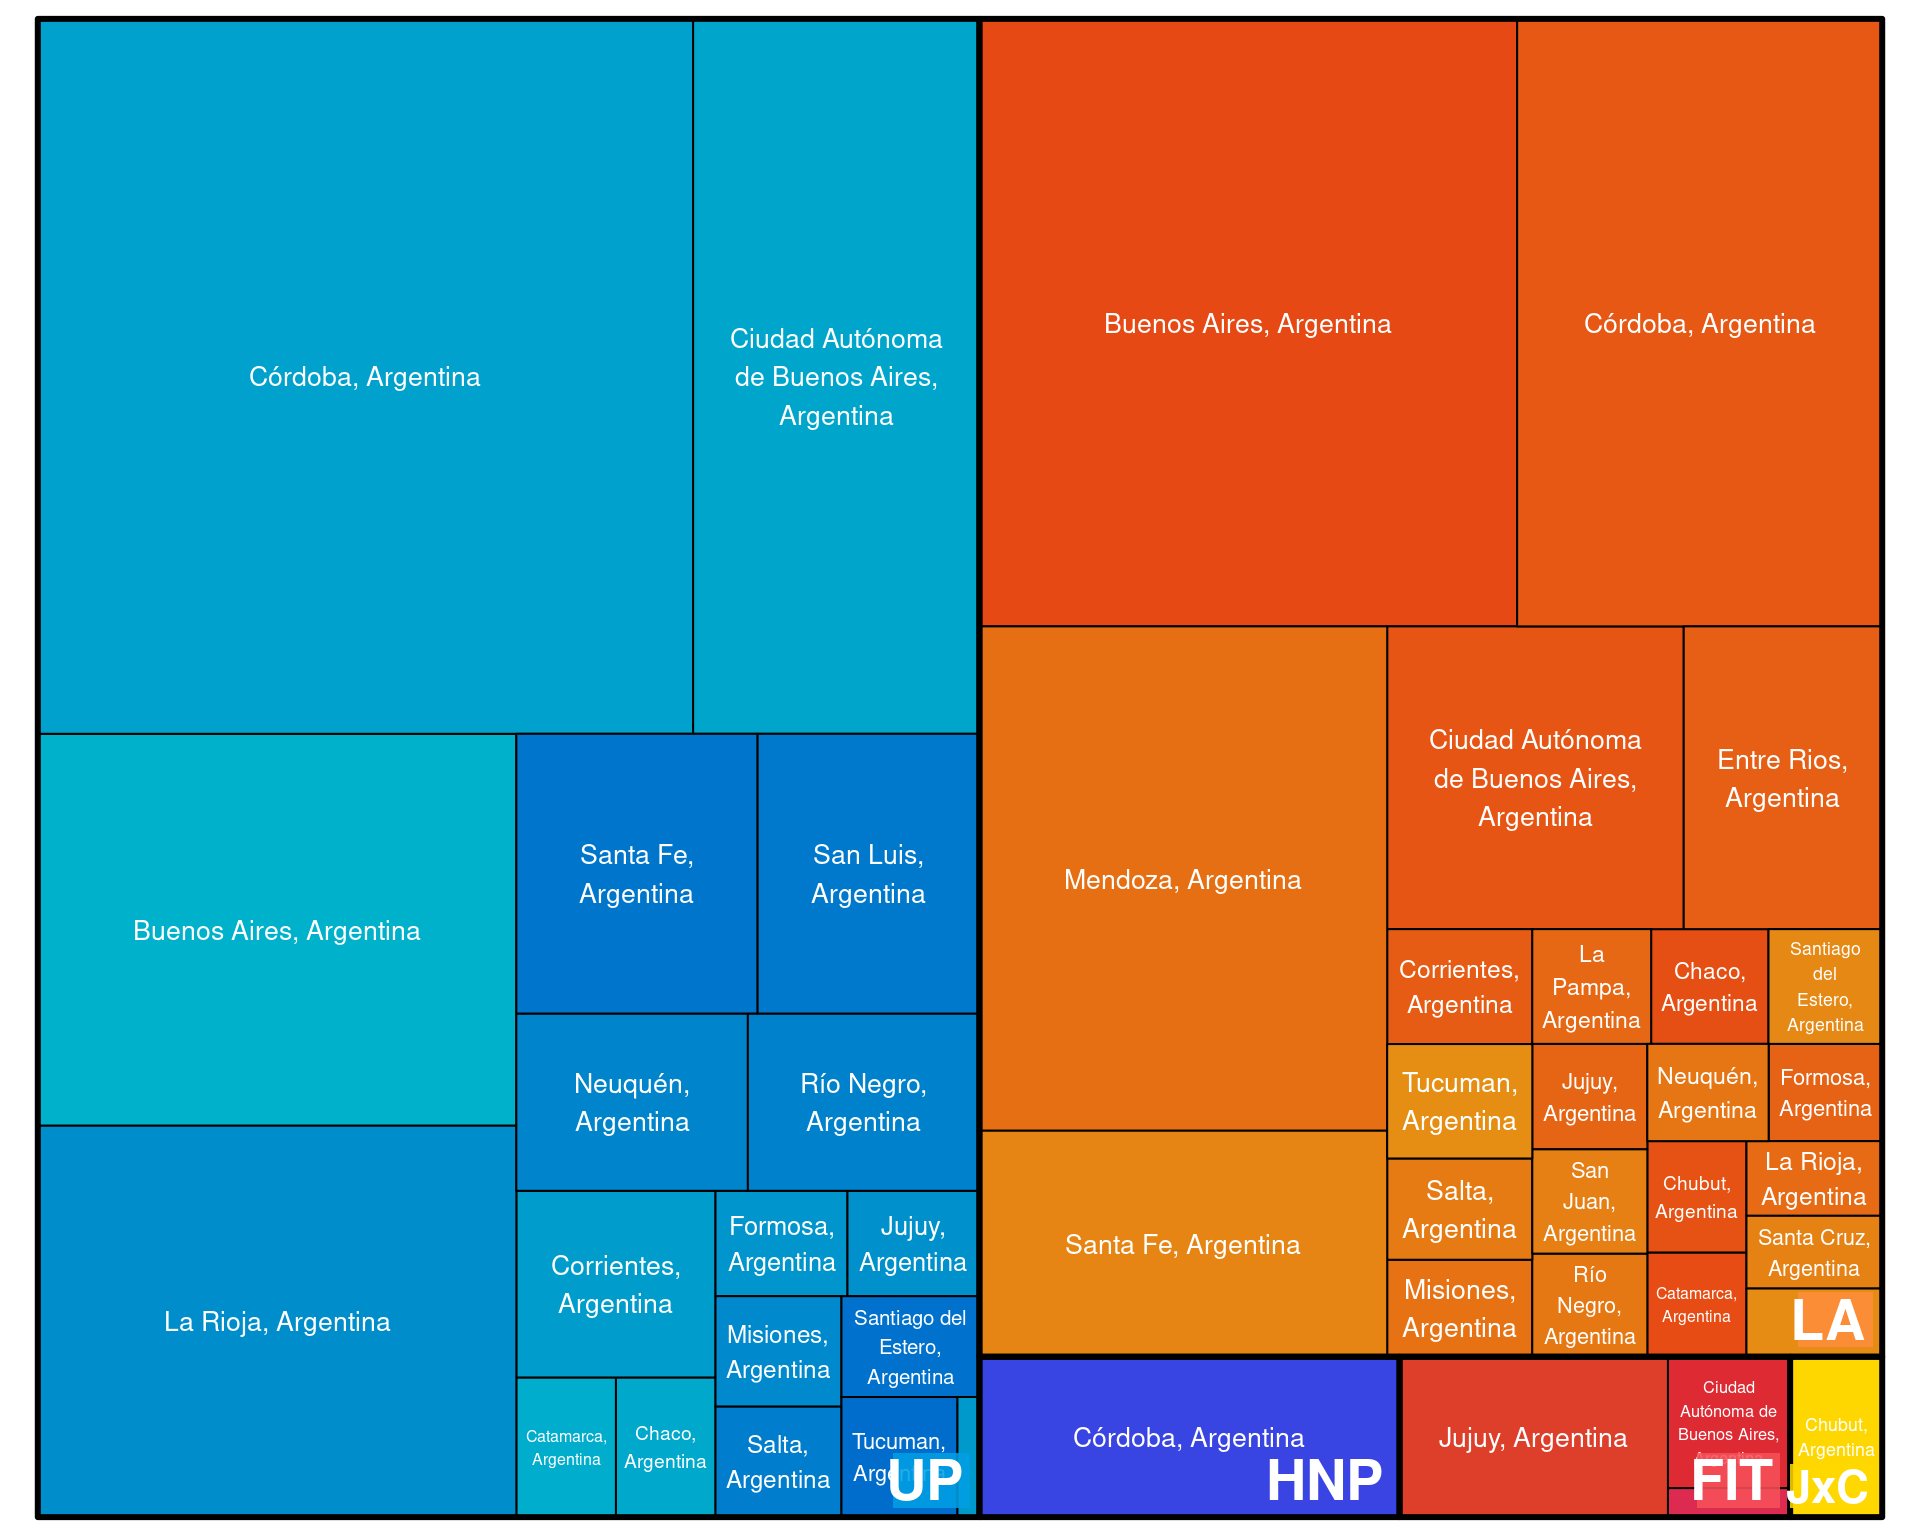 Córdoba, Argentina
Ciudad Autónoma
de Buenos Aires,
Argentina
Buenos Aires, Argentina
La Rioja, Argentina
Santa Fe,
Argentina
San Luis,
Argentina
Neuquén,
Argentina
Río Negro,
Argentina
Corrientes,
Argentina
Formosa,
Argentina
Jujuy,
Argentina
Misiones,
Argentina
Santiago del
Estero,
Argentina
Catamarca,
Argentina
Chaco,
Argentina
Salta,
Argentina
Tucuman,
Argentina
UP
Buenos Aires, Argentina
Córdoba, Argentina
Mendoza, Argentina
Ciudad Autónoma
de Buenos Aires,
Argentina
Entre Rios,
Argentina
Santa Fe, Argentina
Corrientes,
Argentina
La
Pampa,
Argentina
Chaco,
Argentina
Santiago
del
Estero,
Argentina
Tucuman,
Argentina
Jujuy,
Argentina
Neuquén,
Argentina
Formosa,
Argentina
Salta,
Argentina
San
Juan,
Argentina
Chubut,
Argentina
La Rioja,
Argentina
Santa Cruz,
Argentina
Misiones,
Argentina
Río
Negro,
Argentina
Catamarca,
Argentina
LA
Córdoba, Argentina
HNP
Jujuy, Argentina
Ciudad
Autónoma de
Buenos Aires,
Argentina
FIT
Chubut,
Argentina
JxC